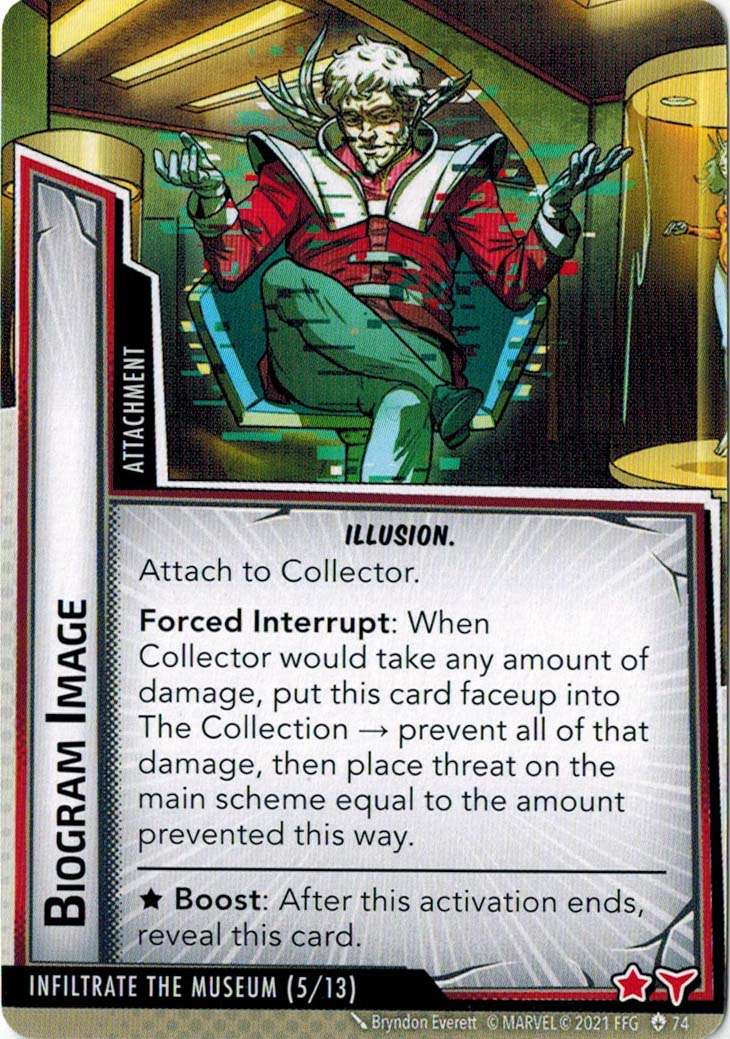 ATTACHMENT
BIOGRAM IMAGE
ILLUSION.
Attach to Collector.
Forced Interrupt: When
Collector would take any amount of
damage, put this card faceup into
The Collection → prevent all of that
damage, then place threat on the
main scheme equal to the amount
prevented this way.
★ Boost: After this activation ends,
reveal this card.
INFILTRATE THE MUSEUM (5/13)
Bryndon Everett © MARVEL © 2021 FFG 74